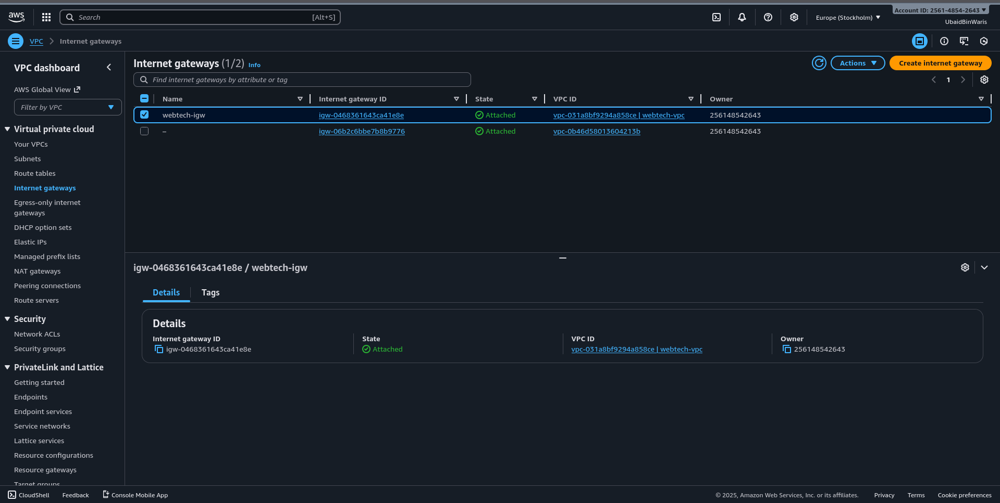 aws
Search [Alt+S]
Europe (Stockholm)
Account ID: 2561-4854-2643
UbaidBinWaris
VPC
Internet gateways
VPC dashboard
AWS Global View
Filter by VPC
Virtual private cloud
Your VPCs
Subnets
Route tables
Internet gateways
Egress-only internet
gateways
DHCP option sets
Elastic IPs
Managed prefix lists
NAT gateways
Peering connections
Route servers
Security
Network ACLs
Security groups
PrivateLink and Lattice
Getting started
Endpoints
Endpoint services
Service networks
Lattice services
Resource configurations
Resource gateways
Target groups
Internet gateways (1/2) Info
Actions
Create internet gateway
Find internet gateways by attribute or tag
1
Name Internet gateway ID State VPC ID Owner
webtech-igw igw-0468361643ca41e8e Attached vpc-031a8bf9294a858ce | webtech-vpc 256148542643
– igw-06b2c6bbe7b8b9776 Attached vpc-0b46d58013604213b 256148542643
igw-0468361643ca41e8e / webtech-igw
Details Tags
Details
Internet gateway ID
igw-0468361643ca41e8e
State
Attached
VPC ID
vpc-031a8bf9294a858ce | webtech-vpc
Owner
256148542643
CloudShell Feedback Console Mobile App
© 2025, Amazon Web Services, Inc. or its affiliates. Privacy Terms Cookie preferences